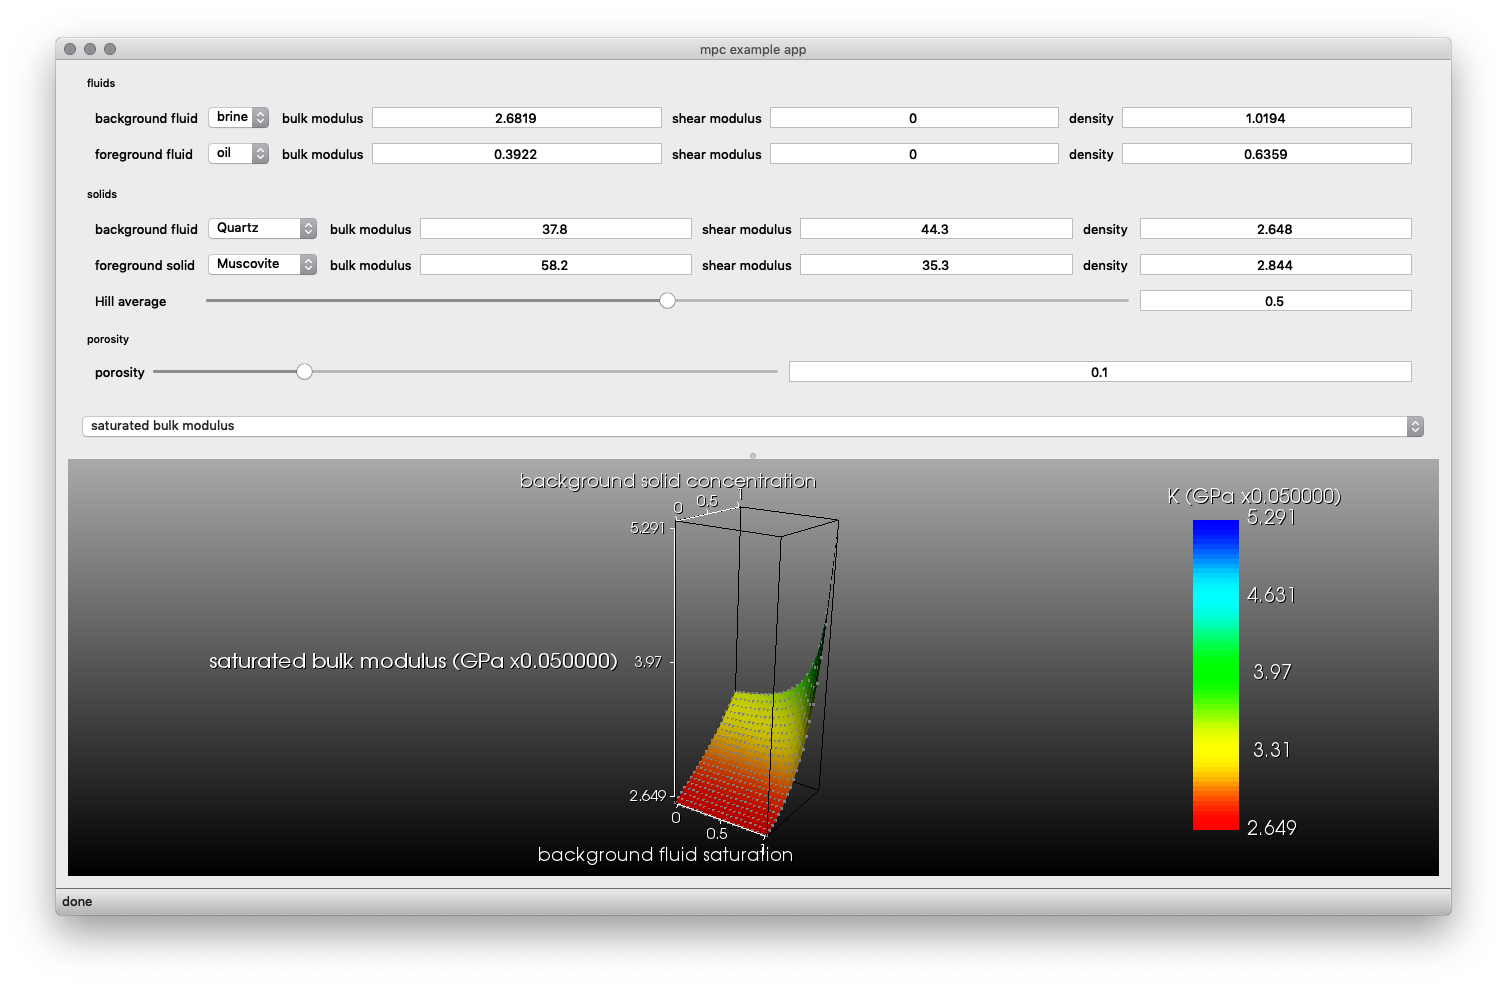 mpc example app
fluids
background fluid brine bulk modulus 2.6819 shear modulus 0 density 1.0194
foreground fluid oil bulk modulus 0.3922 shear modulus 0 density 0.6359
solids
background fluid Quartz bulk modulus 37.8 shear modulus 44.3 density 2.648
foreground solid Muscovite bulk modulus 58.2 shear modulus 35.3 density 2.844
Hill average 0.5
porosity
porosity 0.1
saturated bulk modulus
background solid concentration
0 0.5 1
K (GPa x0.050000)
5.291
5.291
4.631
saturated bulk modulus (GPa x0.050000) 3.97
3.97
3.31
2.649
2.649
0 0.5 1
background fluid saturation
done